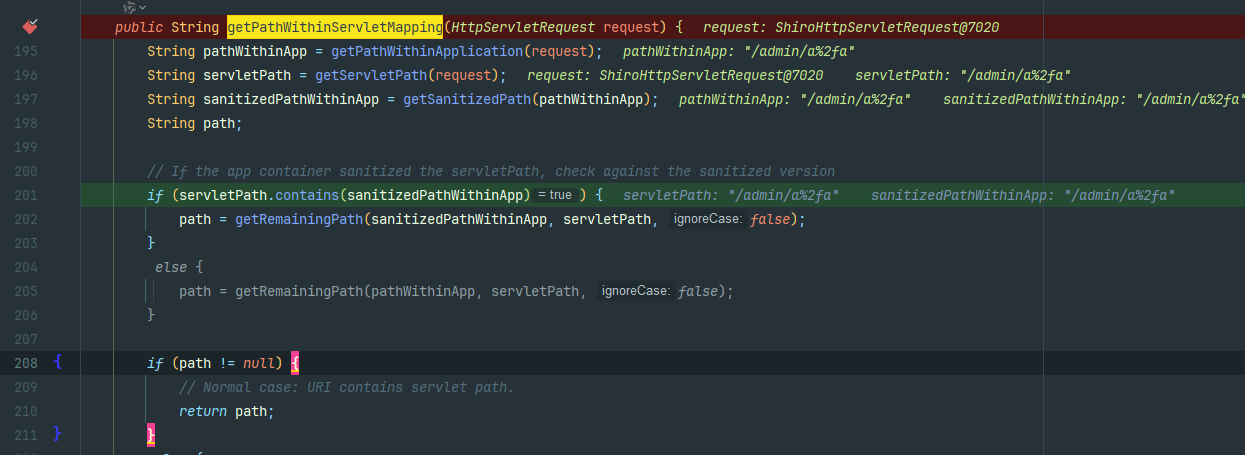 public String getPathWithinServletMapping(HttpServletRequest request) { request: ShiroHttpServletRequest@7020
195 String pathWithinApp = getPathWithinApplication(request); pathWithinApp: "/admin/a%2fa"
196 String servletPath = getServletPath(request); request: ShiroHttpServletRequest@7020 servletPath: "/admin/a%2fa"
197 String sanitizedPathWithinApp = getSanitizedPath(pathWithinApp); pathWithinApp: "/admin/a%2fa" sanitizedPathWithinApp: "/admin/a%2fa"
198 String path;
199
200 // If the app container sanitized the servletPath, check against the sanitized version
201 if (servletPath.contains(sanitizedPathWithinApp) = true ) { servletPath: "/admin/a%2fa" sanitizedPathWithinApp: "/admin/a%2fa"
202 path = getRemainingPath(sanitizedPathWithinApp, servletPath, ignoreCase: false);
203 }
204 else {
205 path = getRemainingPath(pathWithinApp, servletPath, ignoreCase: false);
206 }
207
208 { if (path != null) {
209 // Normal case: URI contains servlet path.
210 return path;
211 } }